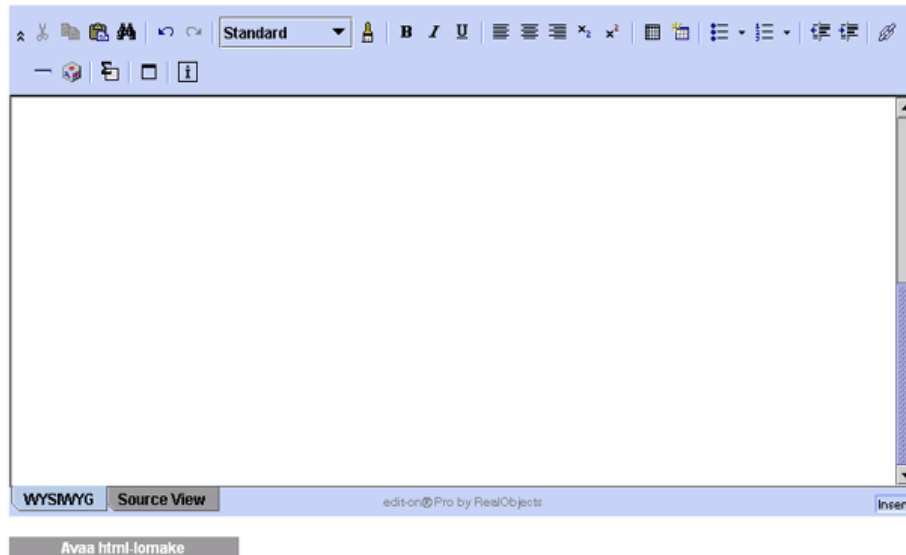 Standard B I U
WYSIWYG Source View edit-on®Pro by RealObjects Inser
Avaa html-lomake